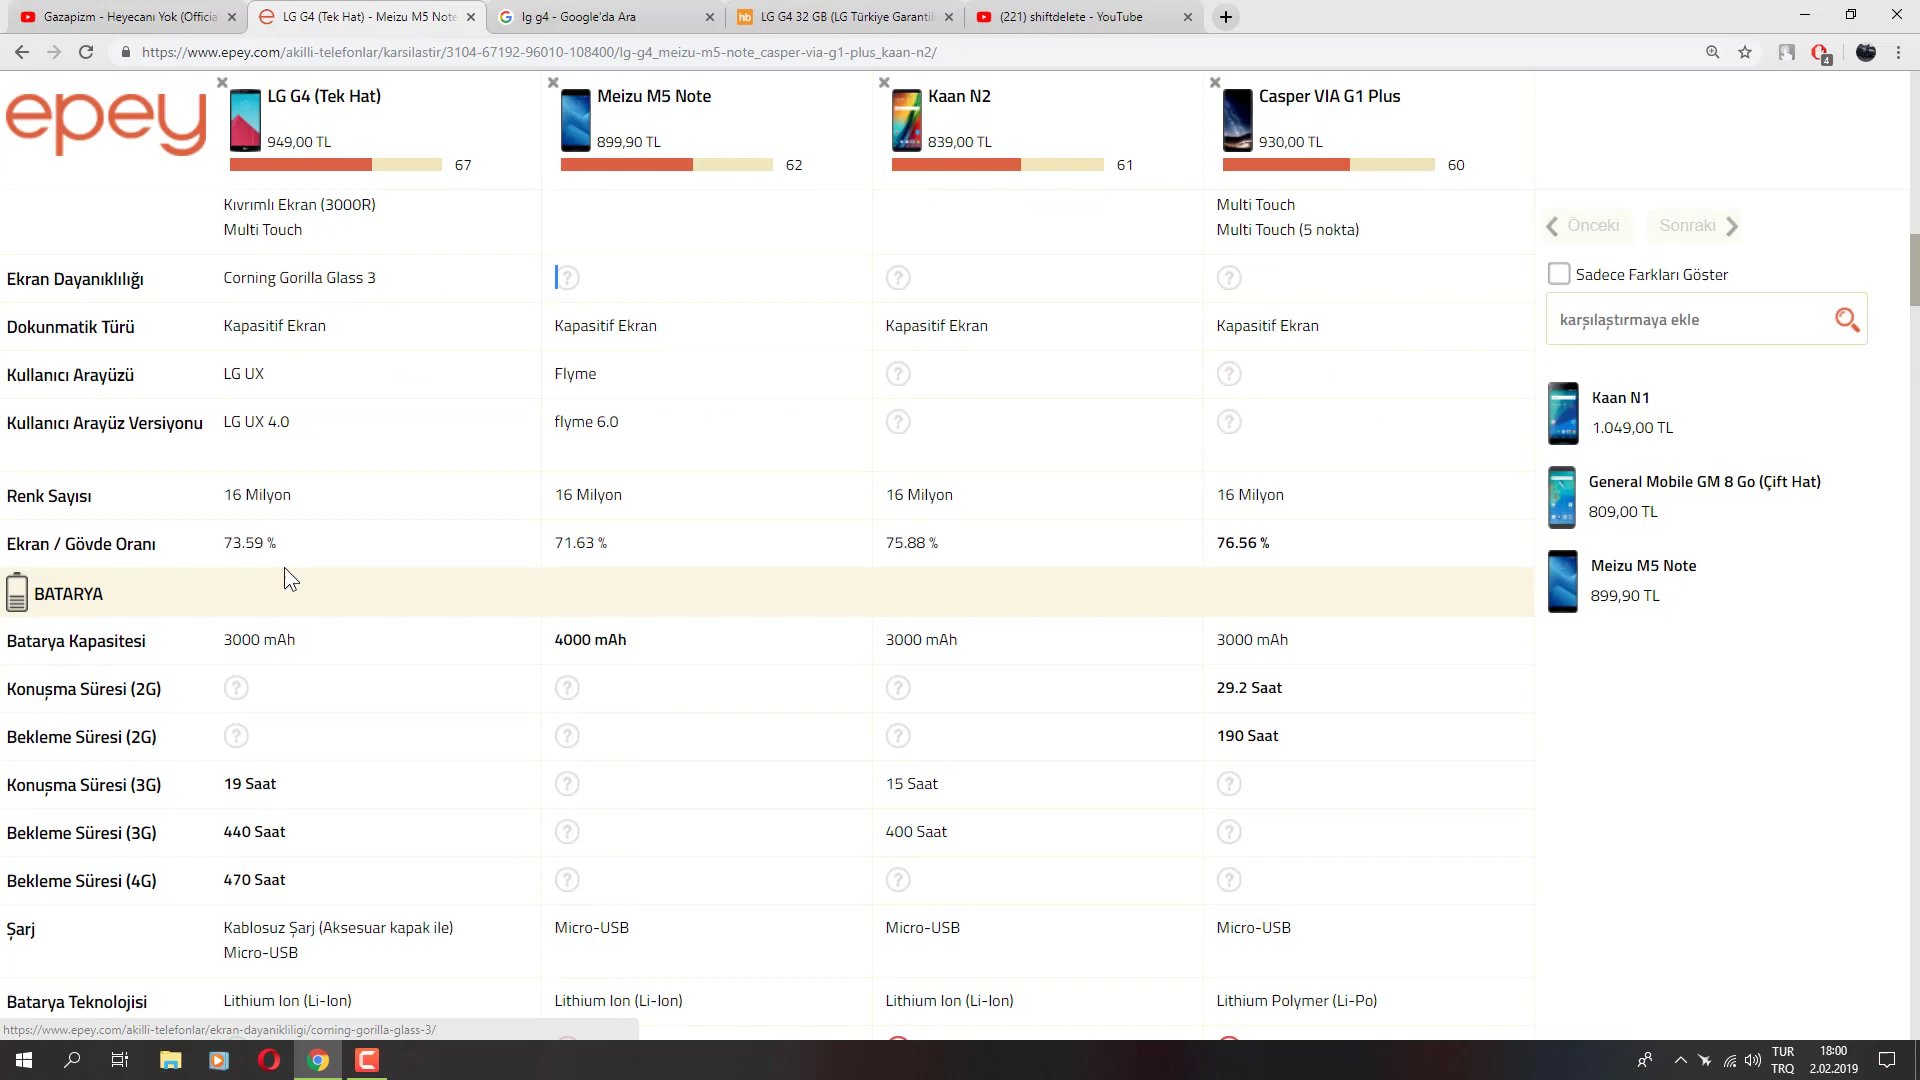 Gazapizm - Heyecanı Yok (Officia
LG G4 (Tek Hat) - Meizu M5 Note
lg g4 - Google'da Ara
LG G4 32 GB (LG Türkiye Garantili
(221) shiftdelete - YouTube
https://www.epey.com/akilli-telefonlar/karsilastir/3104-67192-96010-108400/lg-g4_meizu-m5-note_casper-via-g1-plus_kaan-n2/
4
epey
LG G4 (Tek Hat)
949,00 TL
67
Meizu M5 Note
899,90 TL
62
Kaan N2
839,00 TL
61
Casper VIA G1 Plus
930,00 TL
60
Kıvrımlı Ekran (3000R)
Multi Touch
Multi Touch
Multi Touch (5 nokta)
Ekran Dayanıklılığı
Corning Gorilla Glass 3
?
?
?
Dokunmatik Türü
Kapasitif Ekran
Kapasitif Ekran
Kapasitif Ekran
Kapasitif Ekran
Kullanıcı Arayüzü
LG UX
Flyme
?
?
Kullanıcı Arayüz Versiyonu
LG UX 4.0
flyme 6.0
?
?
Renk Sayısı
16 Milyon
16 Milyon
16 Milyon
16 Milyon
Ekran / Gövde Oranı
73.59 %
71.63 %
75.88 %
76.56 %
BATARYA
Batarya Kapasitesi
3000 mAh
4000 mAh
3000 mAh
3000 mAh
Konuşma Süresi (2G)
?
?
?
29.2 Saat
Bekleme Süresi (2G)
?
?
?
190 Saat
Konuşma Süresi (3G)
19 Saat
?
15 Saat
?
Bekleme Süresi (3G)
440 Saat
?
400 Saat
?
Bekleme Süresi (4G)
470 Saat
?
?
?
Şarj
Kablosuz Şarj (Aksesuar kapak ile)
Micro-USB
Micro-USB
Micro-USB
Micro-USB
Batarya Teknolojisi
Lithium Ion (Li-Ion)
Lithium Ion (Li-Ion)
Lithium Ion (Li-Ion)
Lithium Polymer (Li-Po)
Önceki
Sonraki
Sadece Farkları Göster
karşılaştırmaya ekle
Kaan N1
1.049,00 TL
General Mobile GM 8 Go (Çift Hat)
809,00 TL
Meizu M5 Note
899,90 TL
https://www.epey.com/akilli-telefonlar/ekran-dayanikliligi/corning-gorilla-glass-3/
TUR
TRQ
18:00
2.02.2019